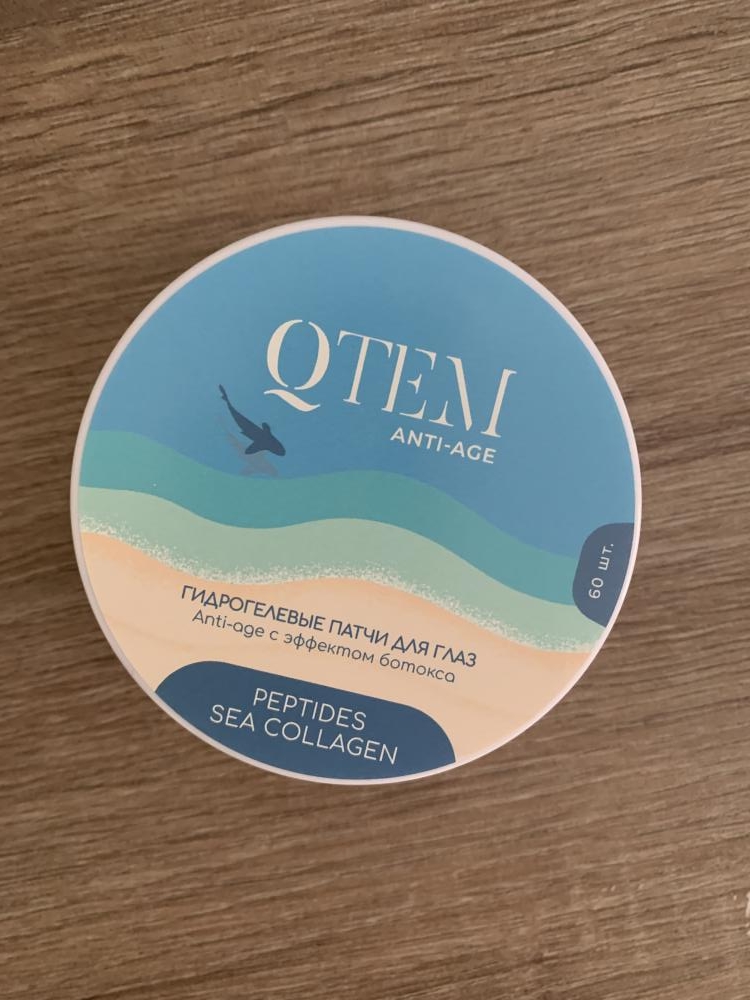 QTEM
ANTI-AGE
60 шт.
ГИДРОГЕЛЕВЫЕ ПАТЧИ ДЛЯ ГЛАЗ
Anti-age с эффектом ботокса
PEPTIDES
SEA COLLAGEN